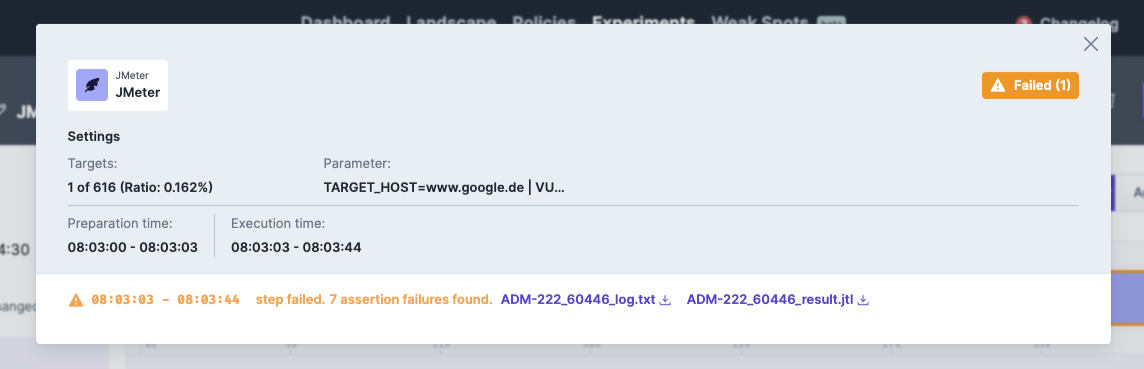 Dashboard Landscape Policies Experiments Weak Spots beta Changelog
JMeter
JMeter
Failed (1)
Settings
Targets:
Parameter:
1 of 616 (Ratio: 0.162%)
TARGET_HOST=www.google.de | VU...
Preparation time:
Execution time:
08:03:00 - 08:03:03
08:03:03 - 08:03:44
4:30
08:03:03 - 08:03:44 step failed. 7 assertion failures found. ADM-222_60446_log.txt ADM-222_60446_result.jtl